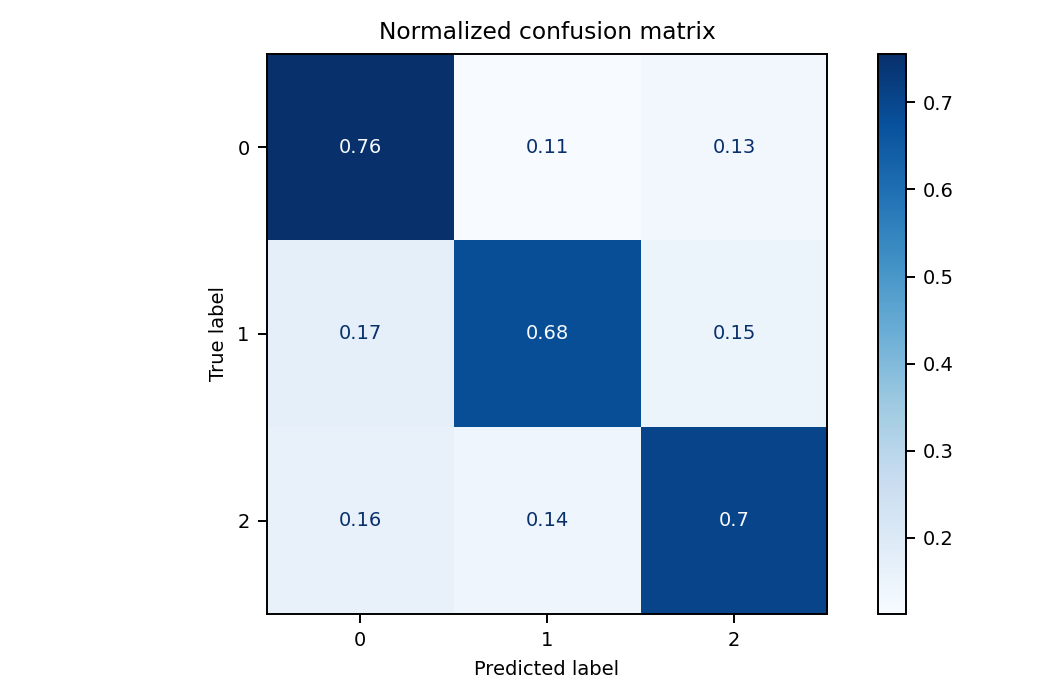 Normalized confusion matrix
0.76 0.11 0.13
0.17 0.68 0.15
0.16 0.14 0.7
0
1
2
True label
0 1 2
Predicted label
0.7
0.6
0.5
0.4
0.3
0.2